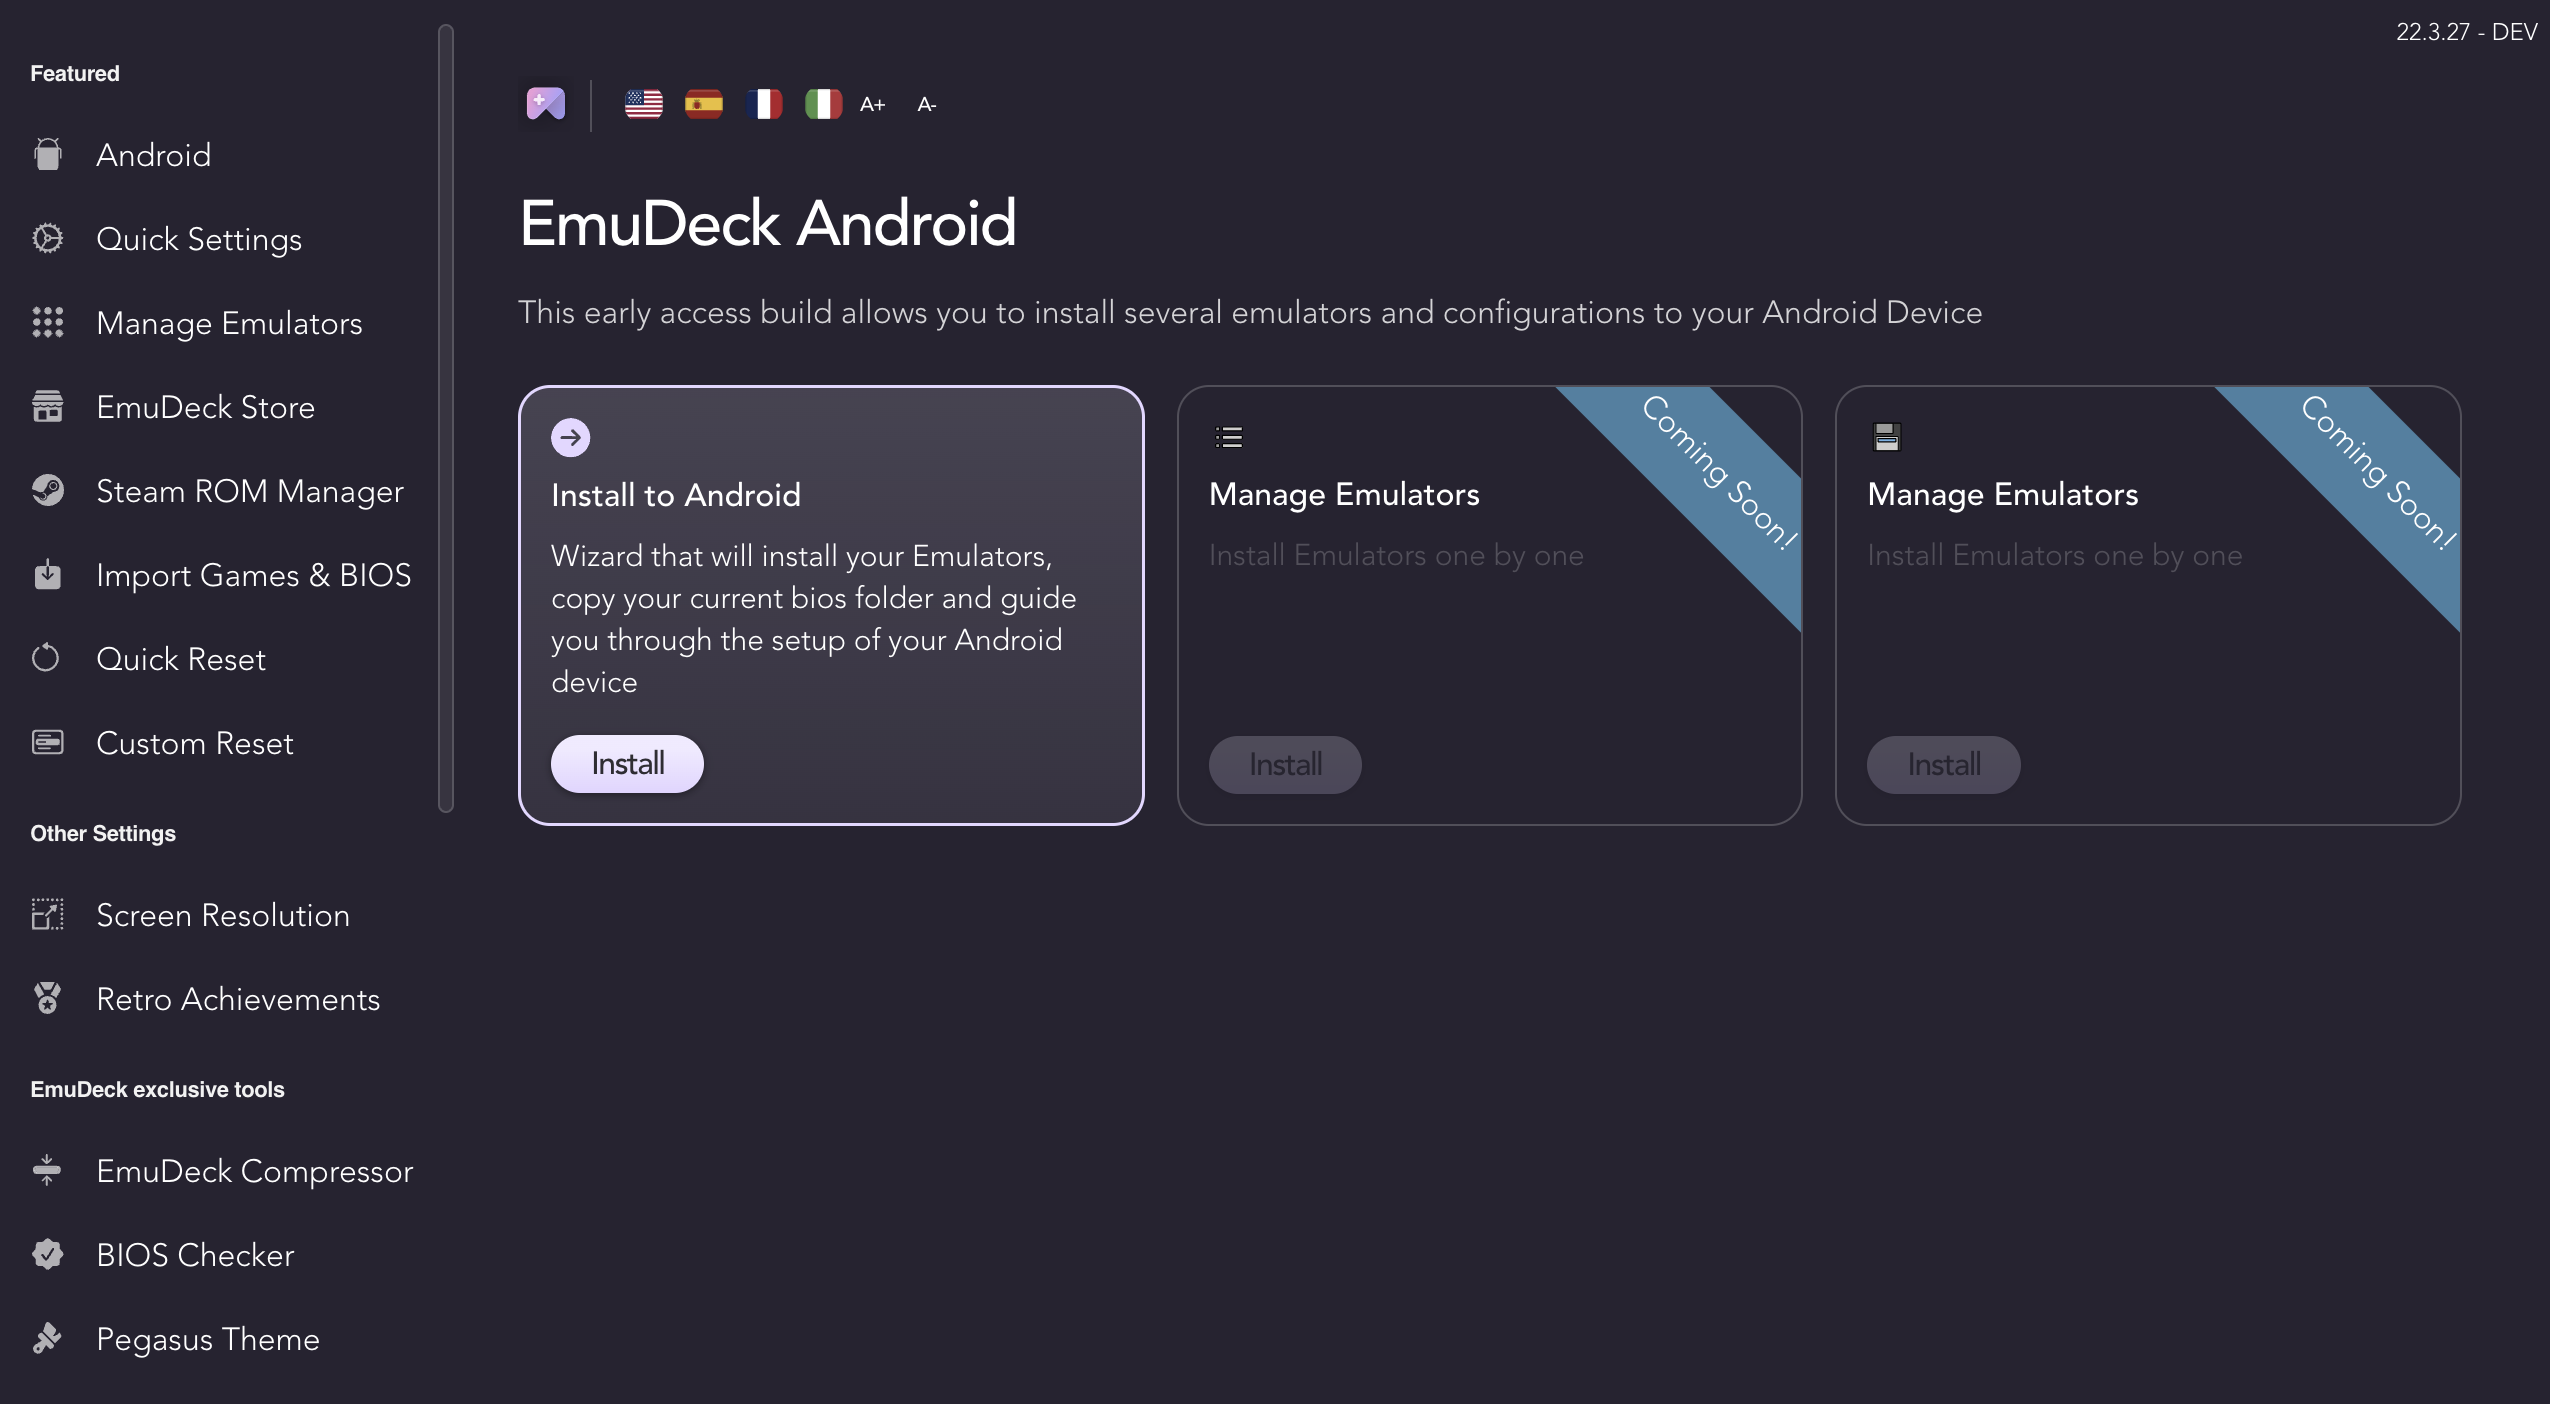 22.3.27 - DEV
Featured
Android
Quick Settings
Manage Emulators
EmuDeck Store
Steam ROM Manager
Import Games & BIOS
Quick Reset
Custom Reset
Other Settings
Screen Resolution
Retro Achievements
EmuDeck exclusive tools
EmuDeck Compressor
BIOS Checker
Pegasus Theme
A+ A-
EmuDeck Android
This early access build allows you to install several emulators and configurations to your Android Device
Install to Android
Wizard that will install your Emulators,
copy your current bios folder and guide
you through the setup of your Android
device
Install
Coming Soon!
Manage Emulators
Install Emulators one by one
Install
Coming Soon!
Manage Emulators
Install Emulators one by one
Install